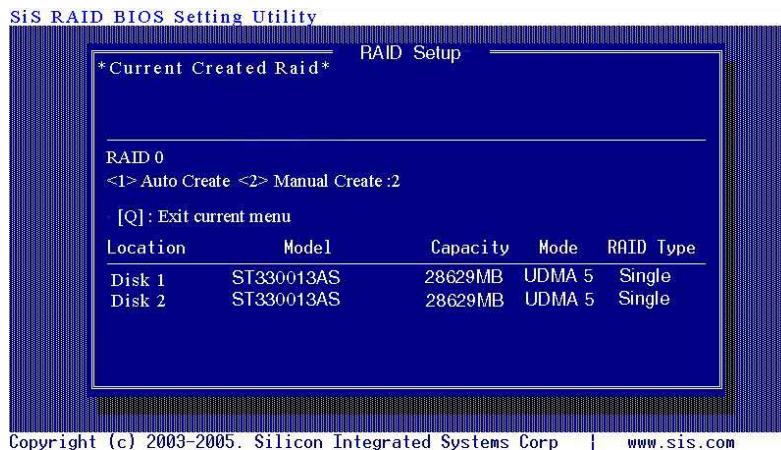 SiS RAID BIOS Setting Utility
RAID Setup
*Current Created Raid*
RAID 0
<1> Auto Create <2> Manual Create :2
[Q] : Exit current menu
Location Model Capacity Mode RAID Type
Disk 1 ST330013AS 28629MB UDMA 5 Single
Disk 2 ST330013AS 28629MB UDMA 5 Single
Copyright (c) 2003-2005. Silicon Integrated Systems Corp | www.sis.com